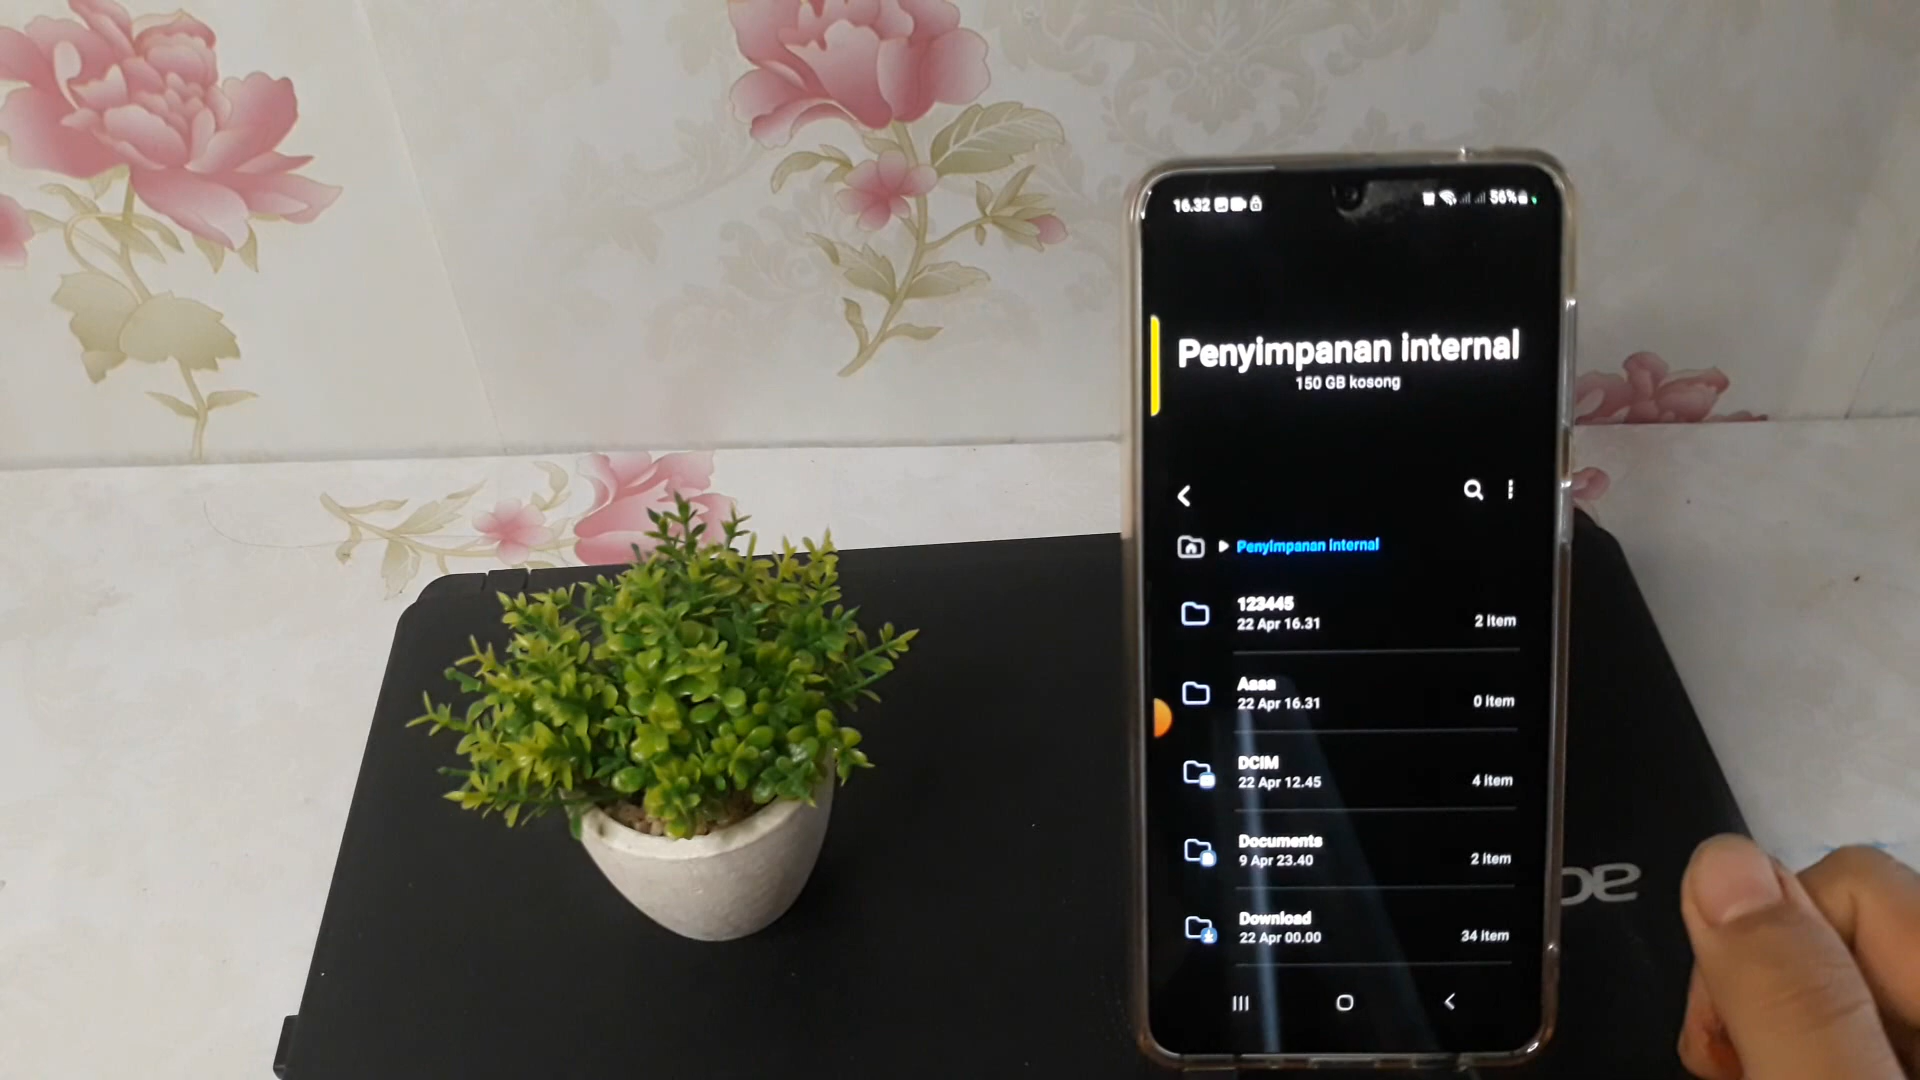 16.32
56%
Penyimpanan internal
150 GB kosong
Penyimpanan internal
123445
22 Apr 16.31
2 item
Aaaa
22 Apr 16.31
0 item
DCIM
22 Apr 12.45
4 item
Documents
9 Apr 23.40
2 item
Download
22 Apr 00.00
34 item